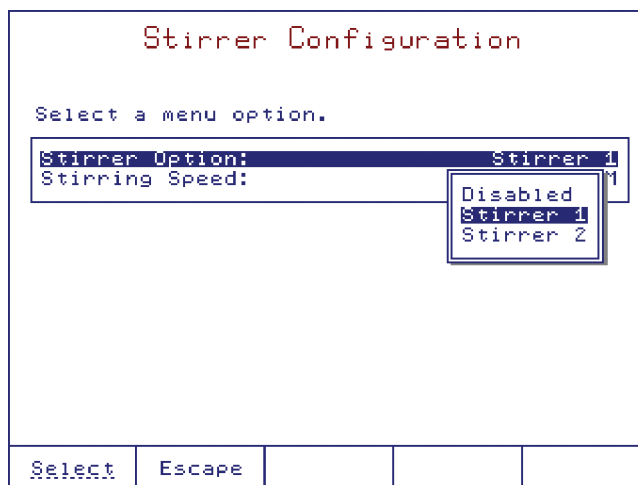 Stirrer Configuration
Select a menu option.
Stirrer Option: Stirrer 1
Stirring Speed:
Disabled
Stirrer 1
Stirrer 2
Select Escape